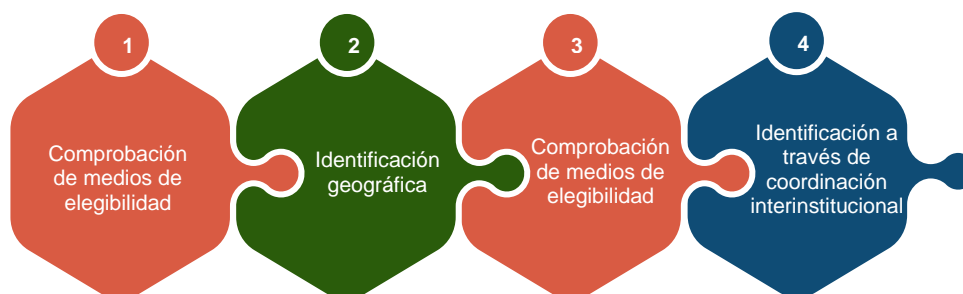 1
Comprobación
de medios de
elegibilidad
2
Identificación
geográfica
3
Comprobación
de medios de
elegibilidad
4
Identificación a
través de
coordinación
interinstitucional